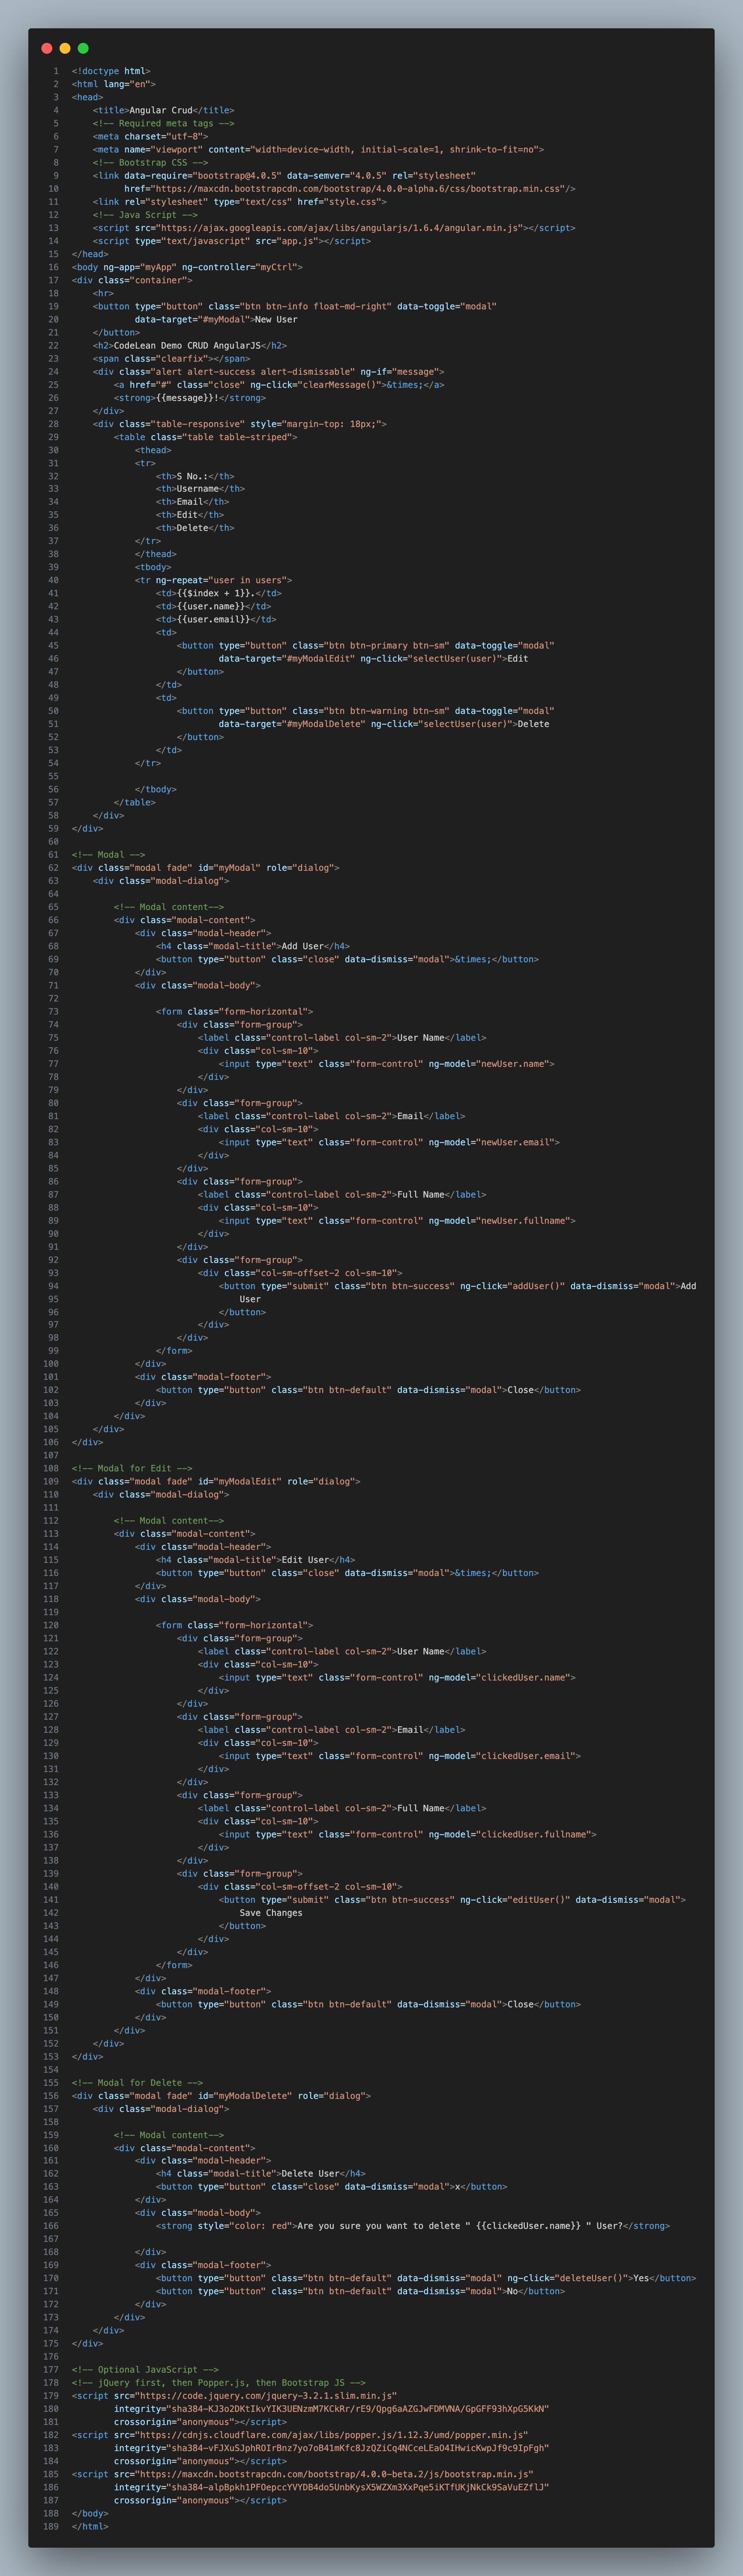 1 <!doctype html>
2 <html lang="en">
3 <head>
4     <title>Angular Crud</title>
5     <!-- Required meta tags -->
6     <meta charset="utf-8">
7     <meta name="viewport" content="width=device-width, initial-scale=1, shrink-to-fit=no">
8     <!-- Bootstrap CSS -->
9     <link data-require="bootstrap@4.0.5" data-semver="4.0.5" rel="stylesheet"
10           href="https://maxcdn.bootstrapcdn.com/bootstrap/4.0.0-alpha.6/css/bootstrap.min.css"/>
11     <link rel="stylesheet" type="text/css" href="style.css">
12     <!-- Java Script -->
13     <script src="https://ajax.googleapis.com/ajax/libs/angularjs/1.6.4/angular.min.js"></script>
14     <script type="text/javascript" src="app.js"></script>
15 </head>
16 <body ng-app="myApp" ng-controller="myCtrl">
17 <div class="container">
18     <hr>
19     <button type="button" class="btn btn-info float-md-right" data-toggle="modal"
20             data-target="#myModal">New User
21     </button>
22     <h2>CodeLean Demo CRUD AngularJS</h2>
23     <span class="clearfix"></span>
24     <div class="alert alert-success alert-dismissable" ng-if="message">
25         <a href="#" class="close" ng-click="clearMessage()">&times;</a>
26         <strong>{{message}}!</strong>
27     </div>
28     <div class="table-responsive" style="margin-top: 18px;">
29         <table class="table table-striped">
30             <thead>
31             <tr>
32                 <th>S No.:</th>
33                 <th>Username</th>
34                 <th>Email</th>
35                 <th>Edit</th>
36                 <th>Delete</th>
37             </tr>
38             </thead>
39             <tbody>
40             <tr ng-repeat="user in users">
41                 <td>{{$index + 1}}.</td>
42                 <td>{{user.name}}</td>
43                 <td>{{user.email}}</td>
44                 <td>
45                     <button type="button" class="btn btn-primary btn-sm" data-toggle="modal"
46                             data-target="#myModalEdit" ng-click="selectUser(user)">Edit
47                     </button>
48                 </td>
49                 <td>
50                     <button type="button" class="btn btn-warning btn-sm" data-toggle="modal"
51                             data-target="#myModalDelete" ng-click="selectUser(user)">Delete
52                     </button>
53                 </td>
54             </tr>
55
56             </tbody>
57         </table>
58     </div>
59 </div>
60
61 <!-- Modal -->
62 <div class="modal fade" id="myModal" role="dialog">
63     <div class="modal-dialog">
64
65         <!-- Modal content-->
66         <div class="modal-content">
67             <div class="modal-header">
68                 <h4 class="modal-title">Add User</h4>
69                 <button type="button" class="close" data-dismiss="modal">&times;</button>
70             </div>
71             <div class="modal-body">
72
73                 <form class="form-horizontal">
74                     <div class="form-group">
75                         <label class="control-label col-sm-2">User Name</label>
76                         <div class="col-sm-10">
77                             <input type="text" class="form-control" ng-model="newUser.name">
78                         </div>
79                     </div>
80                     <div class="form-group">
81                         <label class="control-label col-sm-2">Email</label>
82                         <div class="col-sm-10">
83                             <input type="text" class="form-control" ng-model="newUser.email">
84                         </div>
85                     </div>
86                     <div class="form-group">
87                         <label class="control-label col-sm-2">Full Name</label>
88                         <div class="col-sm-10">
89                             <input type="text" class="form-control" ng-model="newUser.fullname">
90                         </div>
91                     </div>
92                     <div class="form-group">
93                         <div class="col-sm-offset-2 col-sm-10">
94                             <button type="submit" class="btn btn-success" ng-click="addUser()" data-dismiss="modal">Add
95                                 User
96                             </button>
97                         </div>
98                     </div>
99                 </form>
100             </div>
101             <div class="modal-footer">
102                 <button type="button" class="btn btn-default" data-dismiss="modal">Close</button>
103             </div>
104         </div>
105     </div>
106 </div>
107
108 <!-- Modal for Edit -->
109 <div class="modal fade" id="myModalEdit" role="dialog">
110     <div class="modal-dialog">
111
112         <!-- Modal content-->
113         <div class="modal-content">
114             <div class="modal-header">
115                 <h4 class="modal-title">Edit User</h4>
116                 <button type="button" class="close" data-dismiss="modal">&times;</button>
117             </div>
118             <div class="modal-body">
119
120                 <form class="form-horizontal">
121                     <div class="form-group">
122                         <label class="control-label col-sm-2">User Name</label>
123                         <div class="col-sm-10">
124                             <input type="text" class="form-control" ng-model="clickedUser.name">
125                         </div>
126                     </div>
127                     <div class="form-group">
128                         <label class="control-label col-sm-2">Email</label>
129                         <div class="col-sm-10">
130                             <input type="text" class="form-control" ng-model="clickedUser.email">
131                         </div>
132                     </div>
133                     <div class="form-group">
134                         <label class="control-label col-sm-2">Full Name</label>
135                         <div class="col-sm-10">
136                             <input type="text" class="form-control" ng-model="clickedUser.fullname">
137                         </div>
138                     </div>
139                     <div class="form-group">
140                         <div class="col-sm-offset-2 col-sm-10">
141                             <button type="submit" class="btn btn-success" ng-click="editUser()" data-dismiss="modal">
142                                 Save Changes
143                             </button>
144                         </div>
145                     </div>
146                 </form>
147             </div>
148             <div class="modal-footer">
149                 <button type="button" class="btn btn-default" data-dismiss="modal">Close</button>
150             </div>
151         </div>
152     </div>
153 </div>
154
155 <!-- Modal for Delete -->
156 <div class="modal fade" id="myModalDelete" role="dialog">
157     <div class="modal-dialog">
158
159         <!-- Modal content-->
160         <div class="modal-content">
161             <div class="modal-header">
162                 <h4 class="modal-title">Delete User</h4>
163                 <button type="button" class="close" data-dismiss="modal">x</button>
164             </div>
165             <div class="modal-body">
166                 <strong style="color: red">Are you sure you want to delete " {{clickedUser.name}} " User?</strong>
167
168             </div>
169             <div class="modal-footer">
170                 <button type="button" class="btn btn-default" data-dismiss="modal" ng-click="deleteUser()">Yes</button>
171                 <button type="button" class="btn btn-default" data-dismiss="modal">No</button>
172             </div>
173         </div>
174     </div>
175 </div>
176
177 <!-- Optional JavaScript -->
178 <!-- jQuery first, then Popper.js, then Bootstrap JS -->
179 <script src="https://code.jquery.com/jquery-3.2.1.slim.min.js"
180         integrity="sha384-KJ3o2DKtIkvYIK3UENzmM7KCkRr/rE9/Qpg6aAZGJwFDMVNA/GpGFF93hXpG5KkN"
181         crossorigin="anonymous"></script>
182 <script src="https://cdnjs.cloudflare.com/ajax/libs/popper.js/1.12.3/umd/popper.min.js"
183         integrity="sha384-vFJXuSJphROIrBnz7yo7oB41mKfc8JzQZiCq4NCceLEaO4IHwicKwpJf9c9IpFgh"
184         crossorigin="anonymous"></script>
185 <script src="https://maxcdn.bootstrapcdn.com/bootstrap/4.0.0-beta.2/js/bootstrap.min.js"
186         integrity="sha384-alpBpkh1PFOepccYVYDB4do5UnbKysX5WZXm3XxPqe5iKTfUKjNkCk9SaVuEZflJ"
187         crossorigin="anonymous"></script>
188 </body>
189 </html>